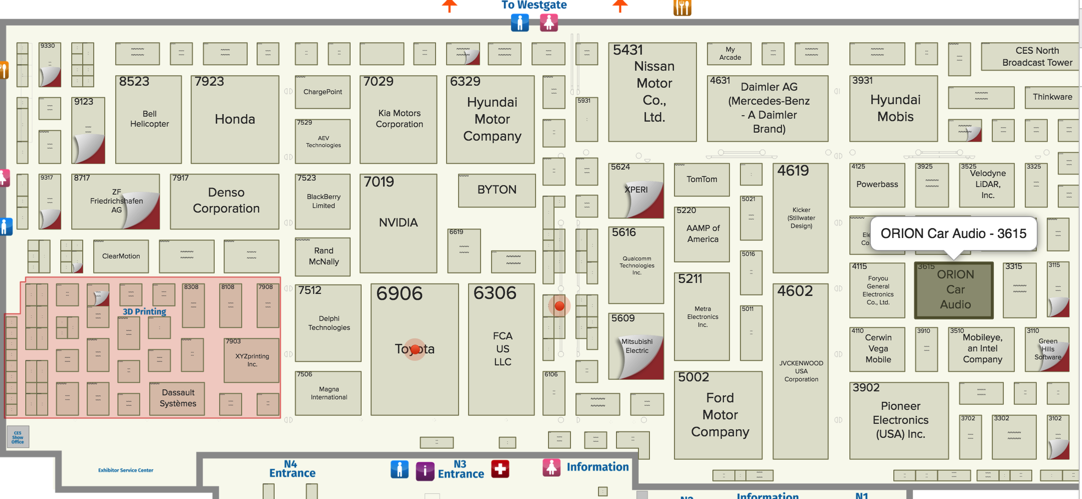 To Westgate
9330
8523
Bell
Helicopter
7923
Honda
9123
ChargePoint
7529
AEV
Technologies
7029
Kia Motors
Corporation
6329
Hyundai
Motor
Company
5931
5431
Nissan
Motor
Co.,
Ltd.
My
Arcade
4631
Daimler AG
(Mercedes-Benz
- A Daimler
Brand)
3931
Hyundai
Mobis
CES North
Broadcast Tower
Thinkware
9317
8717
ZF
Friedrichshafen
AG
7917
Denso
Corporation
7523
BlackBerry
Limited
7019
NVIDIA
BYTON
6619
5624
XPERI
TomTom
5021
4619
Kicker
(Stillwater
Design)
4125
Powerbass
3925
3525
Velodyne
LiDAR,
Inc.
3325
ClearMotion
Rand
McNally
5616
Qualcomm
Technologies
Inc.
5220
AAMP of
America
5016
ORION Car Audio - 3615
3D Printing
8308
8108
7908
7903
XYZprinting
Inc.
Dassault
Systèmes
7512
Delphi
Technologies
7506
Magna
International
6906
Toyota
6306
FCA
US
LLC
6106
5609
Mitsubishi
Electric
5211
Metra
Electronics
Inc.
5011
5002
Ford
Motor
Company
4602
JVCKENWOOD
USA
Corporation
4115
Foryou
General
Electronics
Co., Ltd.
3615
ORION
Car
Audio
3315
3115
4110
Cerwin
Vega
Mobile
3910
3510
Mobileye,
an Intel
Company
3110
Green
Hills
Software
3902
Pioneer
Electronics
(USA) Inc.
3702
3302
3102
CES
Show
Office
Exhibitor Service Center
N4
Entrance
N3
Entrance
Information
N2
Information
N1